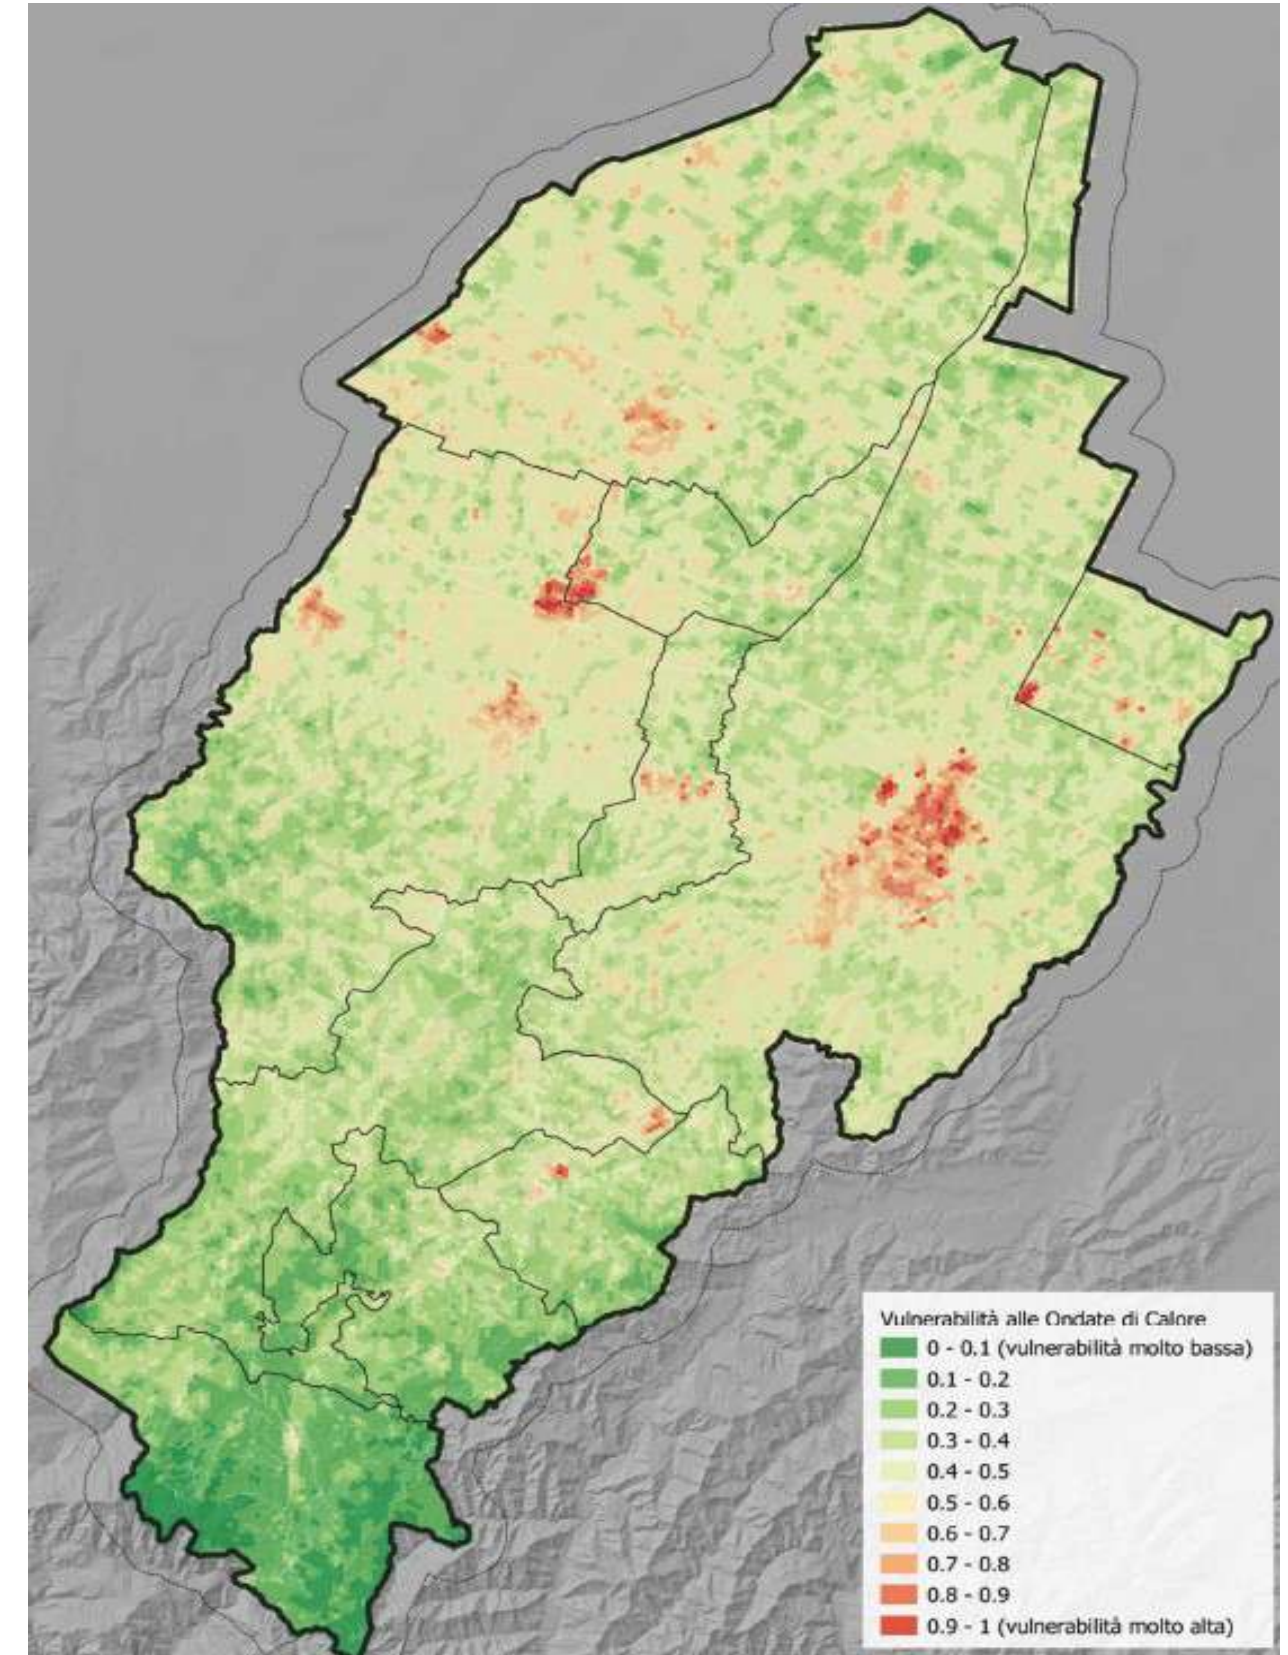 Vulnerabilità alle Ondate di Calore
0 - 0.1 (vulnerabilità molto bassa)
0.1 - 0.2
0.2 - 0.3
0.3 - 0.4
0.4 - 0.5
0.5 - 0.6
0.6 - 0.7
0.7 - 0.8
0.8 - 0.9
0.9 - 1 (vulnerabilità molto alta)